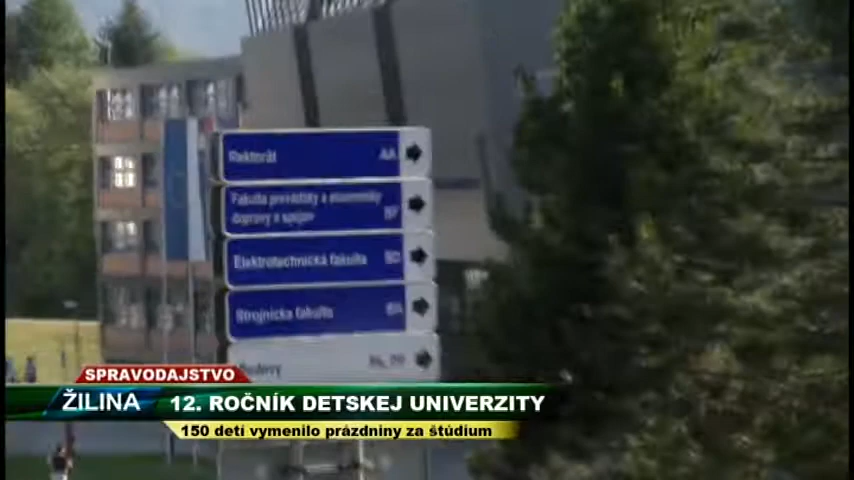 Rektorát AA
Fakulta prevádzky a ekonomiky
dopravy a spojov
Elektrotechnická fakulta
Strojnícka fakulta
SPRAVODAJSTVO
ŽILINA
12. ROČNÍK DETSKEJ UNIVERZITY
150 detí vymenilo prázdniny za štúdium